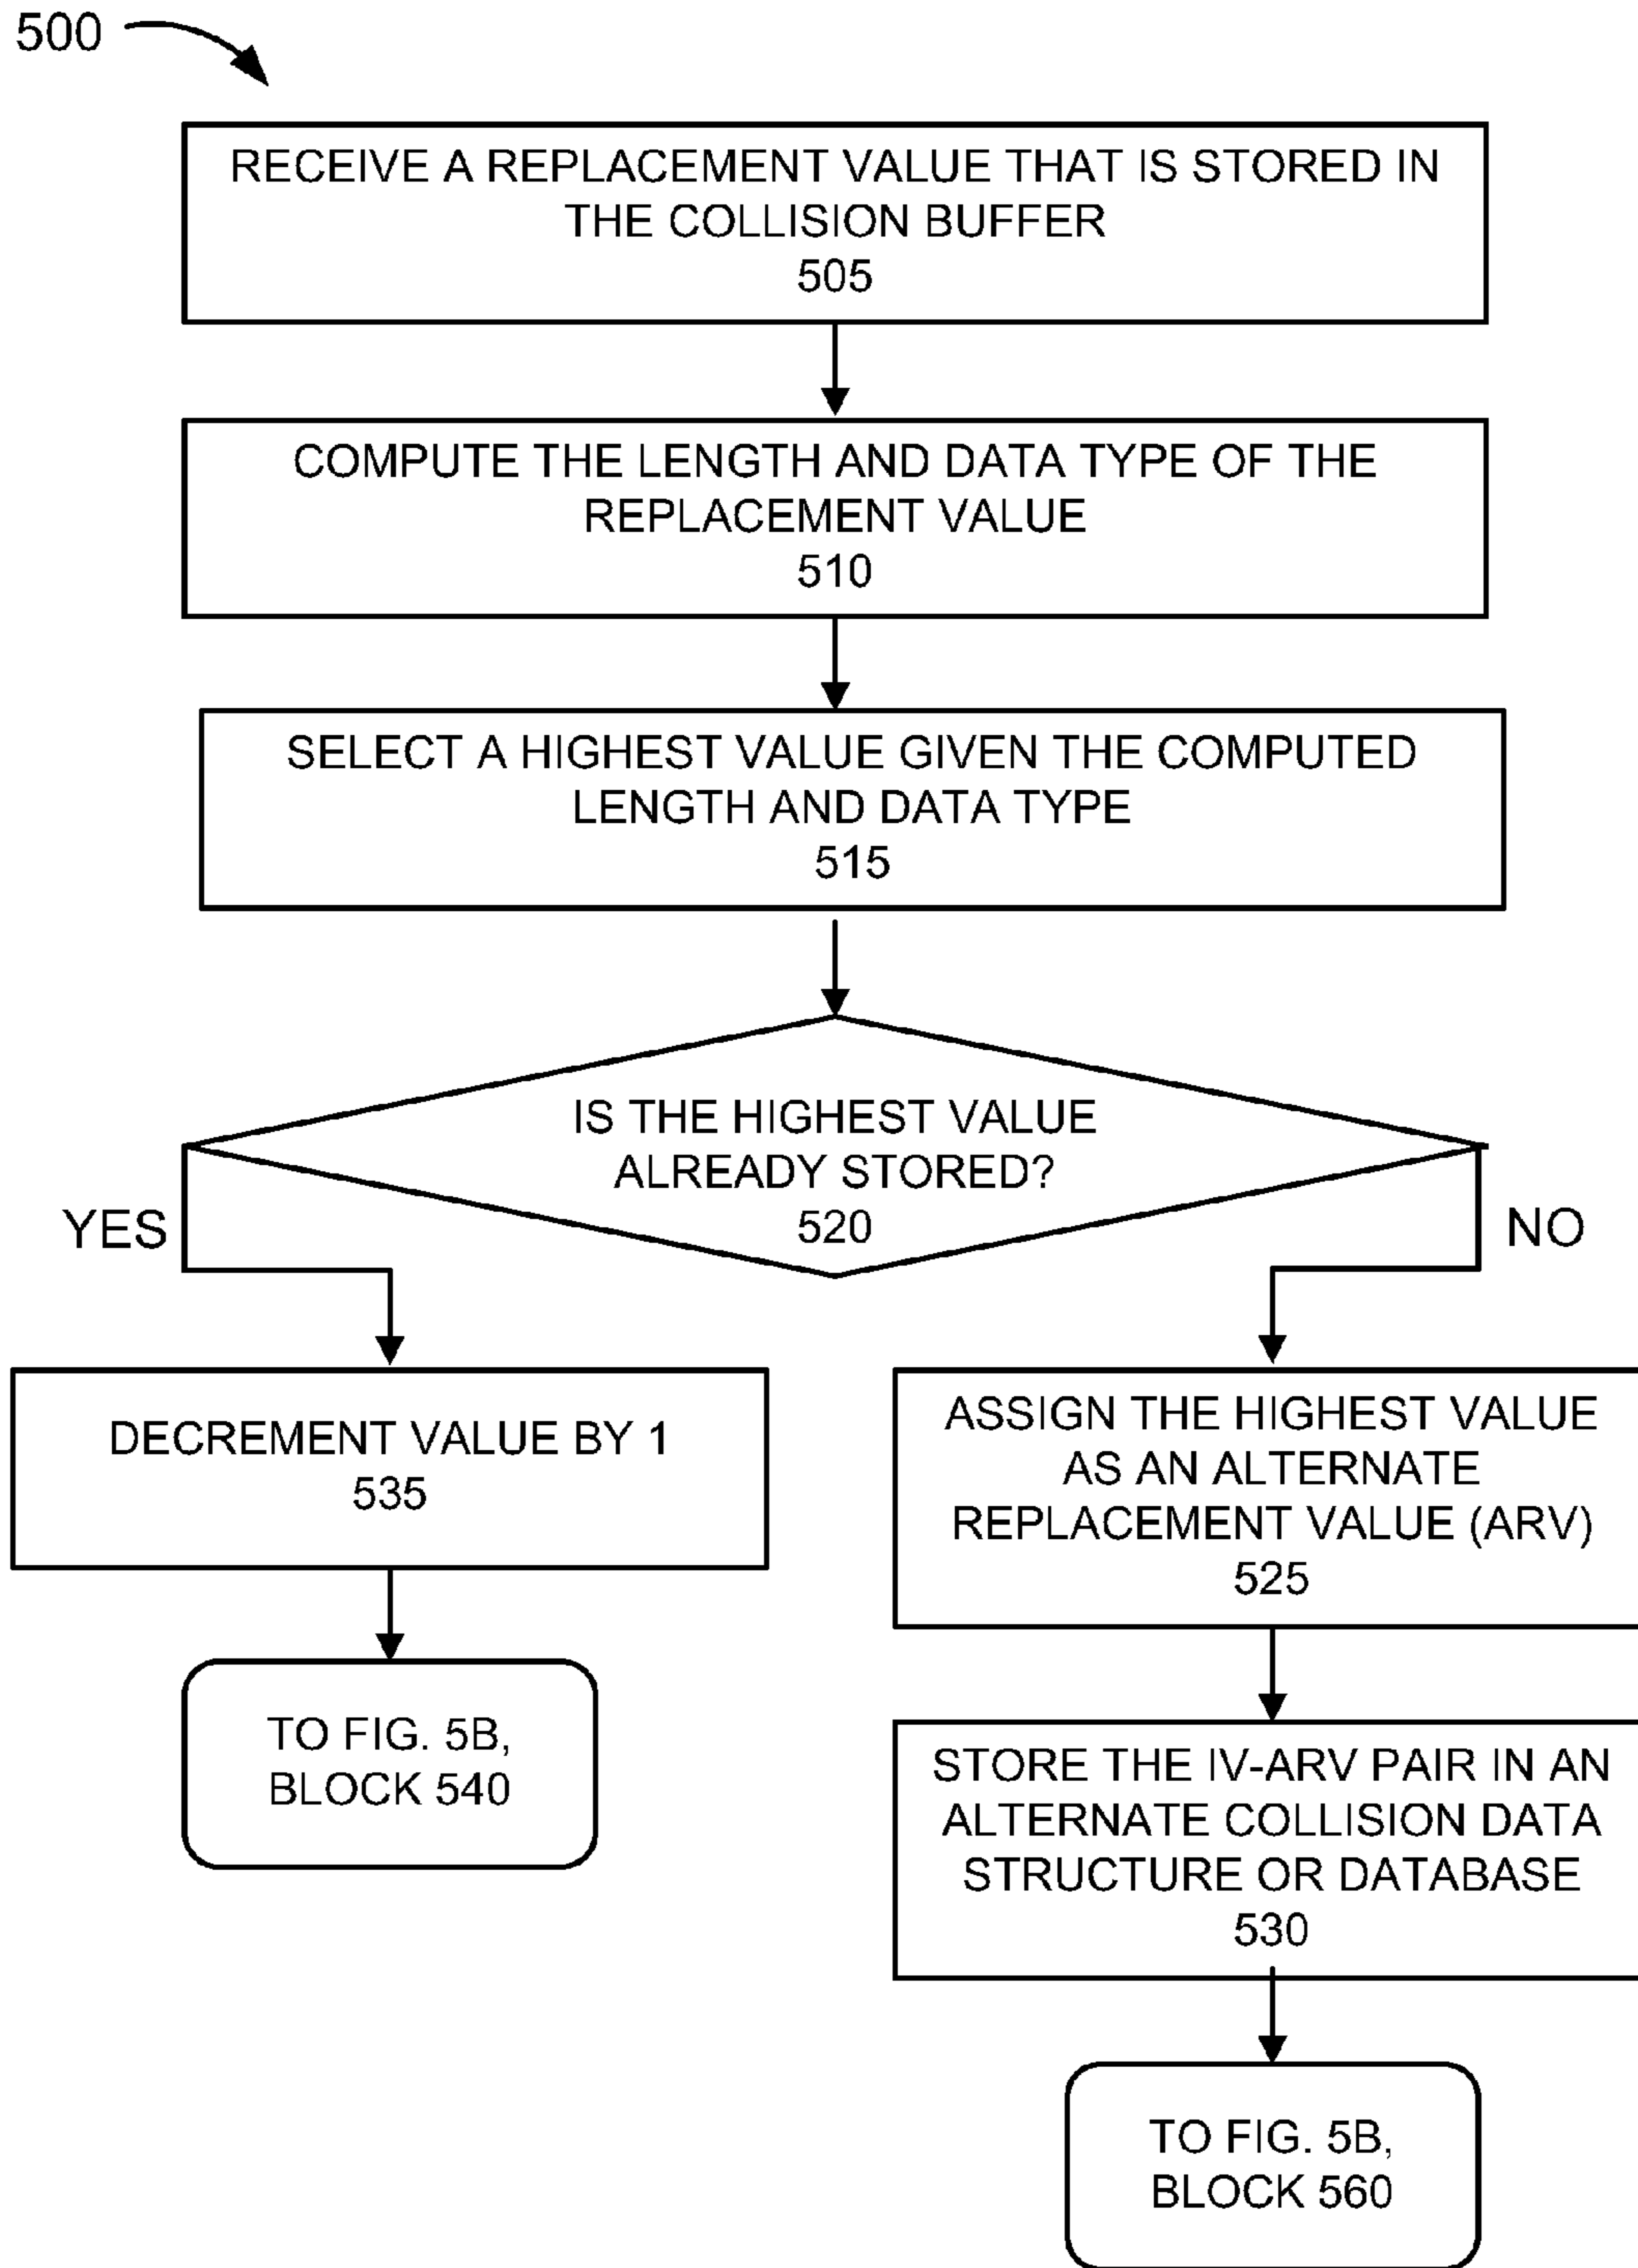 500
RECEIVE A REPLACEMENT VALUE THAT IS STORED IN
THE COLLISION BUFFER
505
COMPUTE THE LENGTH AND DATA TYPE OF THE
REPLACEMENT VALUE
510
SELECT A HIGHEST VALUE GIVEN THE COMPUTED
LENGTH AND DATA TYPE
515
IS THE HIGHEST VALUE
ALREADY STORED?
520
YES
NO
DECREMENT VALUE BY 1
535
TO FIG. 5B,
BLOCK 540
ASSIGN THE HIGHEST VALUE
AS AN ALTERNATE
REPLACEMENT VALUE (ARV)
525
STORE THE IV-ARV PAIR IN AN
ALTERNATE COLLISION DATA
STRUCTURE OR DATABASE
530
TO FIG. 5B,
BLOCK 560